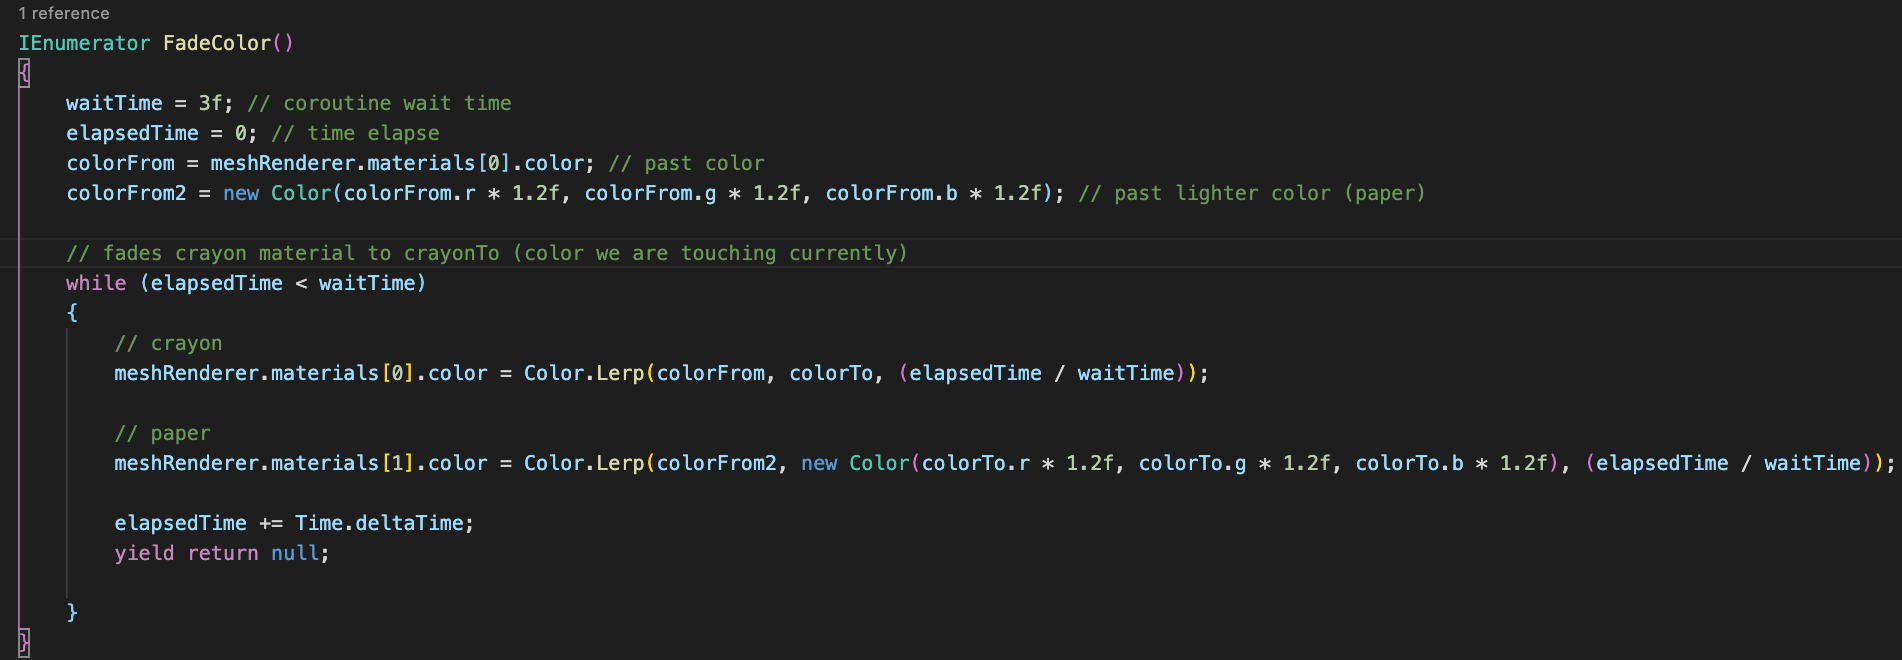 1 reference
IEnumerator FadeColor()
{
waitTime = 3f; // coroutine wait time
elapsedTime = 0; // time elapse
colorFrom = meshRenderer.materials[0].color; // past color
colorFrom2 = new Color(colorFrom.r * 1.2f, colorFrom.g * 1.2f, colorFrom.b * 1.2f); // past lighter color (paper)
// fades crayon material to crayonTo (color we are touching currently)
while (elapsedTime < waitTime)
{
// crayon
meshRenderer.materials[0].color = Color.Lerp(colorFrom, colorTo, (elapsedTime / waitTime));
// paper
meshRenderer.materials[1].color = Color.Lerp(colorFrom2, new Color(colorTo.r * 1.2f, colorTo.g * 1.2f, colorTo.b * 1.2f), (elapsedTime / waitTime));
elapsedTime += Time.deltaTime;
yield return null;
}
}